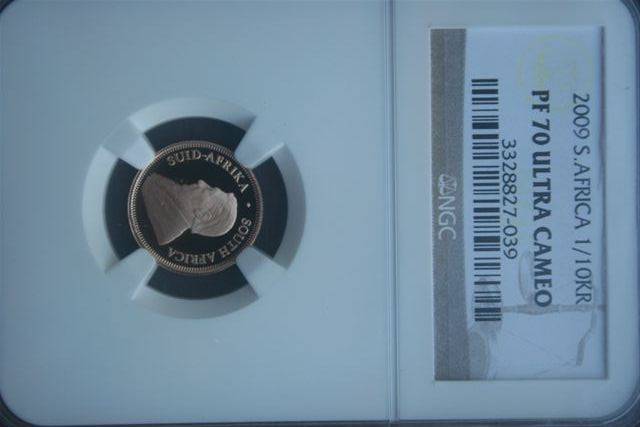 2009 S.AFRICA 1/10KR
PF 70 ULTRA CAMEO
3328827-039
NGC
SUID-AFRIKA • SOUTH AFRICA